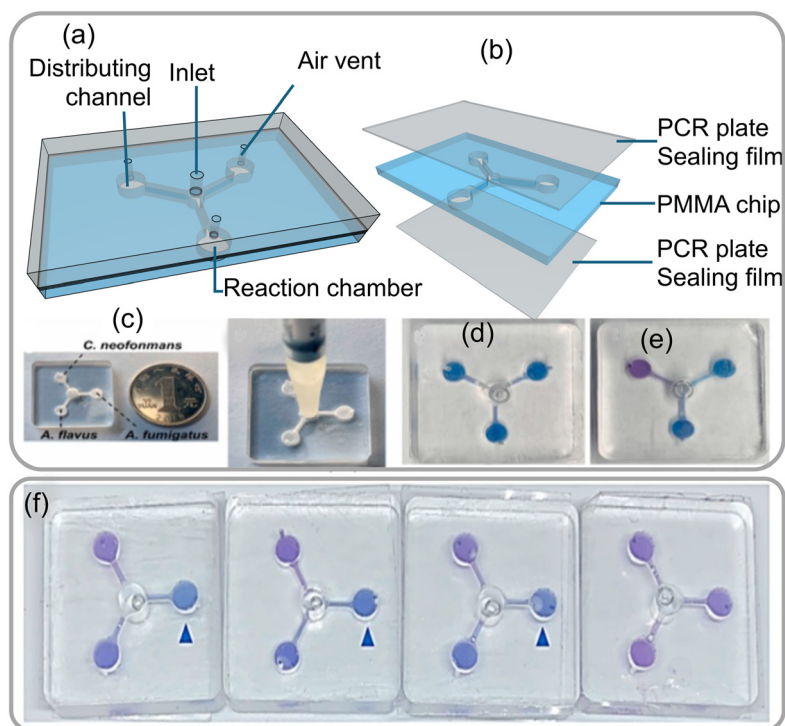 (a)
Distributing
channel
Inlet
Air vent
Reaction chamber
(b)
PCR plate
Sealing film
PMMA chip
PCR plate
Sealing film
(c)
C. neofonmans
A. flavus
A. fumigatus
1
(d)
(e)
(f)